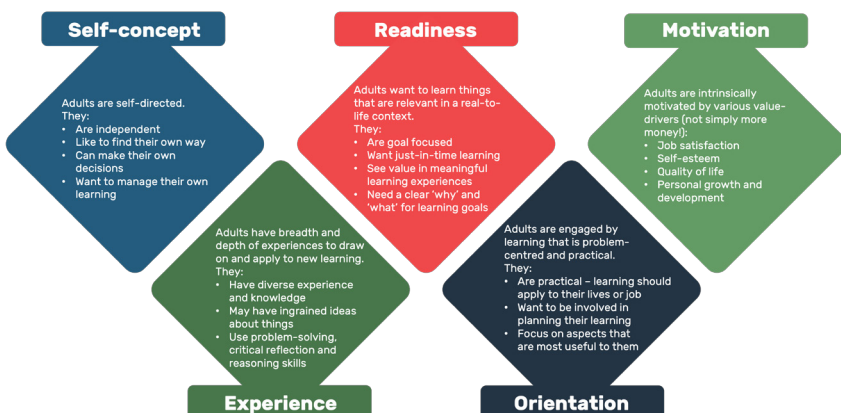 Self-concept
Adults are self-directed.
They:
• Are independent
• Like to find their own way
• Can make their own
decisions
• Want to manage their own
learning
Adults have breadth and
depth of experiences to draw
on and apply to new learning.
They:
• Have diverse experience
and knowledge
• May have ingrained ideas
about things
• Use problem-solving,
critical reflection and
reasoning skills
Experience
Readiness
Adults want to learn things
that are relevant in a real-to-
life context.
They:
• Are goal focused
• Want just-in-time learning
• See value in meaningful
learning experiences
• Need a clear ‘why’ and
‘what’ for learning goals
Adults are engaged by
learning that is problem-
centred and practical.
They:
• Are practical – learning should
apply to their lives or job
• Want to be involved in
planning their learning
• Focus on aspects that
are most useful to them
Orientation
Motivation
Adults are intrinsically
motivated by various value-
drivers (not simply more
money!):
• Job satisfaction
• Self-esteem
• Quality of life
• Personal growth and
development